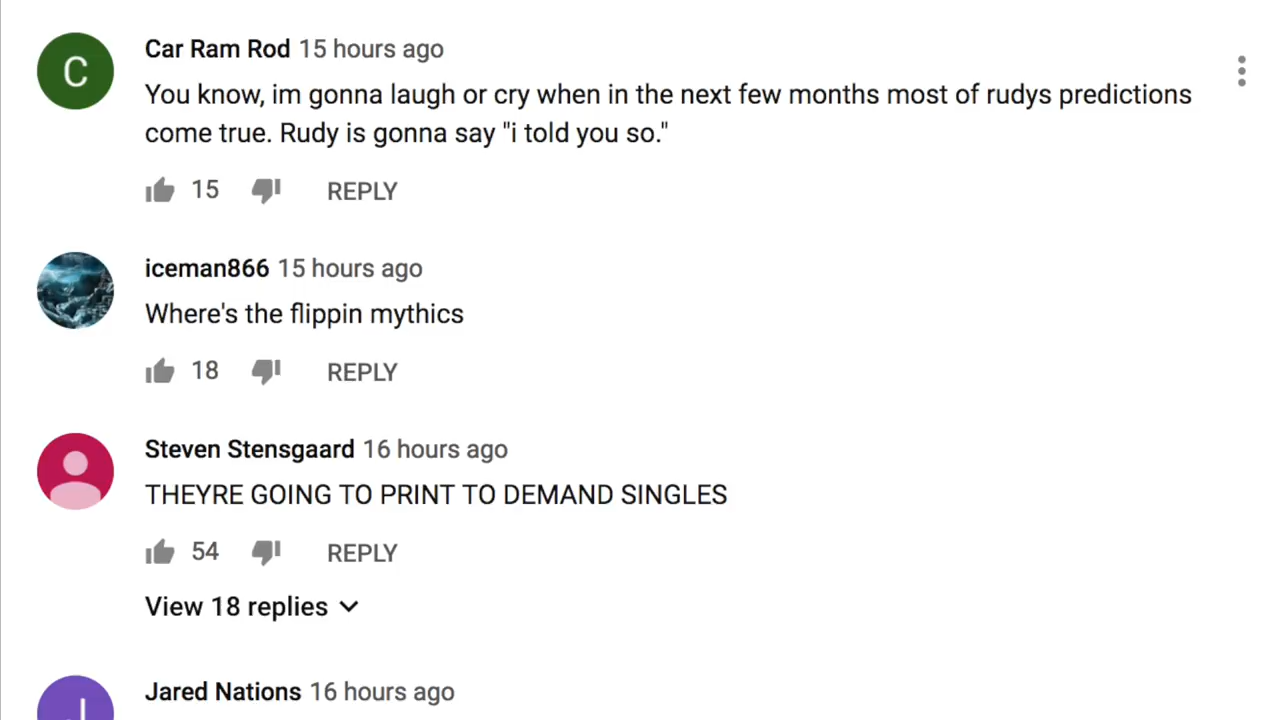 C
Car Ram Rod 15 hours ago
You know, im gonna laugh or cry when in the next few months most of rudys predictions
come true. Rudy is gonna say "i told you so."
15 REPLY
iceman866 15 hours ago
Where's the flippin mythics
18 REPLY
Steven Stensgaard 16 hours ago
THEYRE GOING TO PRINT TO DEMAND SINGLES
54 REPLY
View 18 replies
J
Jared Nations 16 hours ago